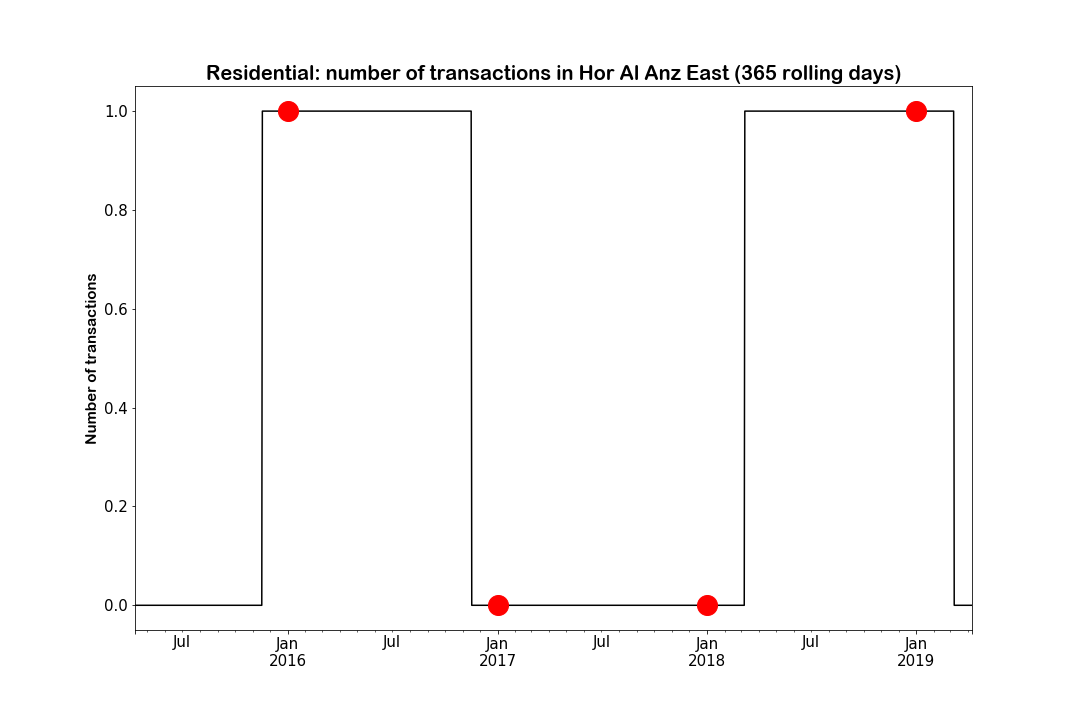 Residential: number of transactions in Hor Al Anz East (365 rolling days)
Number of transactions
1.0
0.8
0.6
0.4
0.2
0.0
Jul Jan Jul Jan Jul Jan Jul Jan
2016 2017 2018 2019